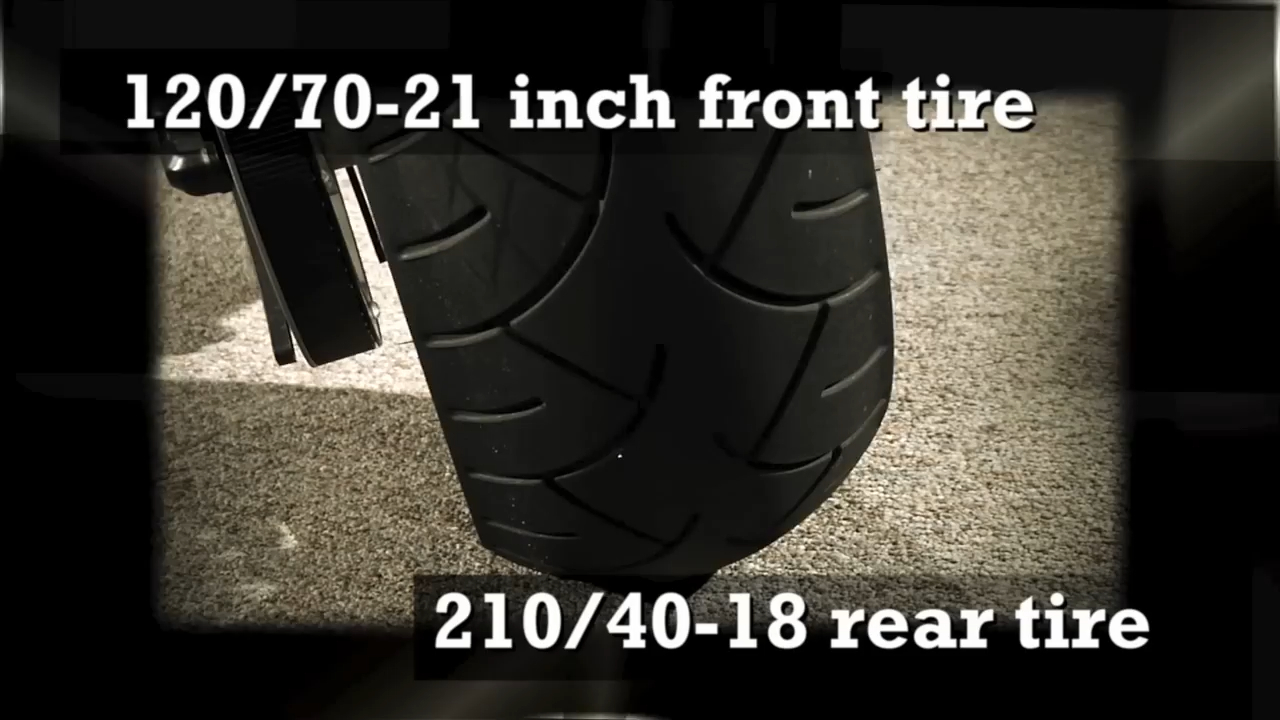 120/70-21 inch front tire
210/40-18 rear tire